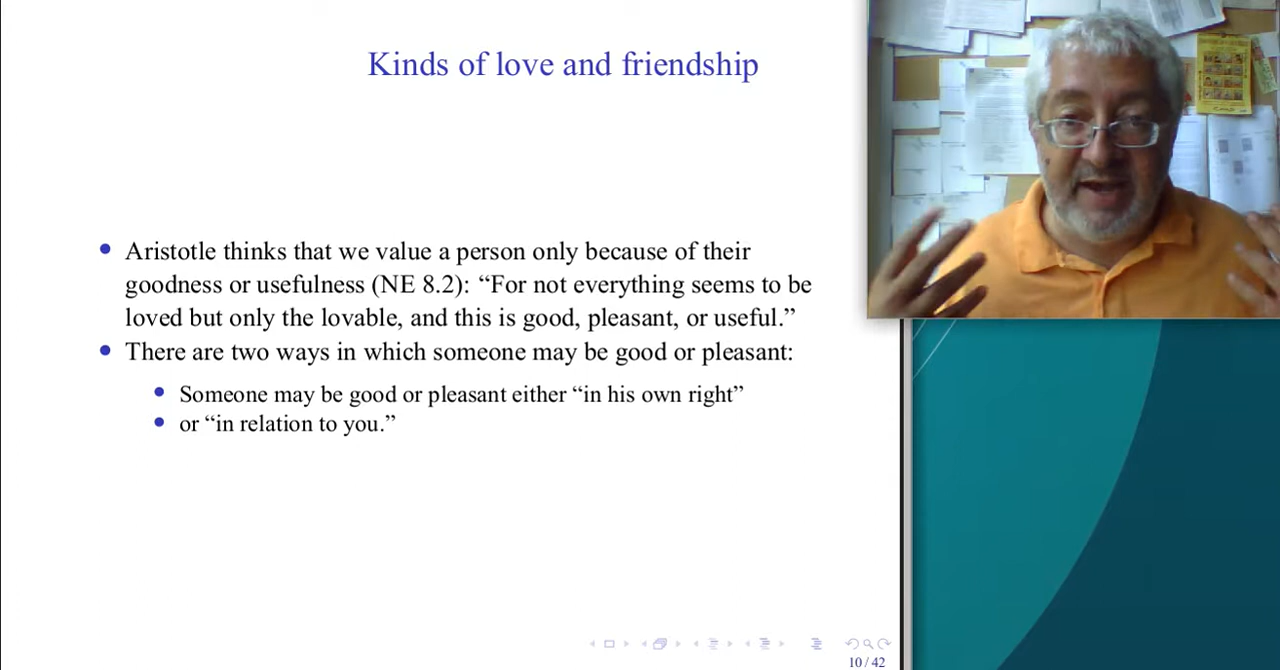 Kinds of love and friendship
• Aristotle thinks that we value a person only because of their
goodness or usefulness (NE 8.2): “For not everything seems to be
loved but only the lovable, and this is good, pleasant, or useful.”
• There are two ways in which someone may be good or pleasant:
• Someone may be good or pleasant either “in his own right”
• or “in relation to you.”
10 / 42